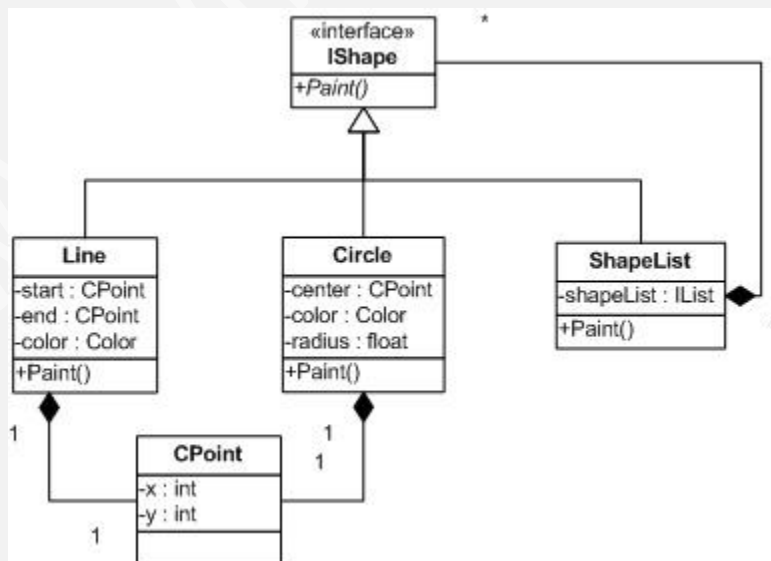 «interface»
IShape
+Paint()
*
Line
-start : CPoint
-end : CPoint
-color : Color
+Paint()
Circle
-center : CPoint
-color : Color
-radius : float
+Paint()
ShapeList
-shapeList : IList
+Paint()
1
1
1
CPoint
-x : int
-y : int
1